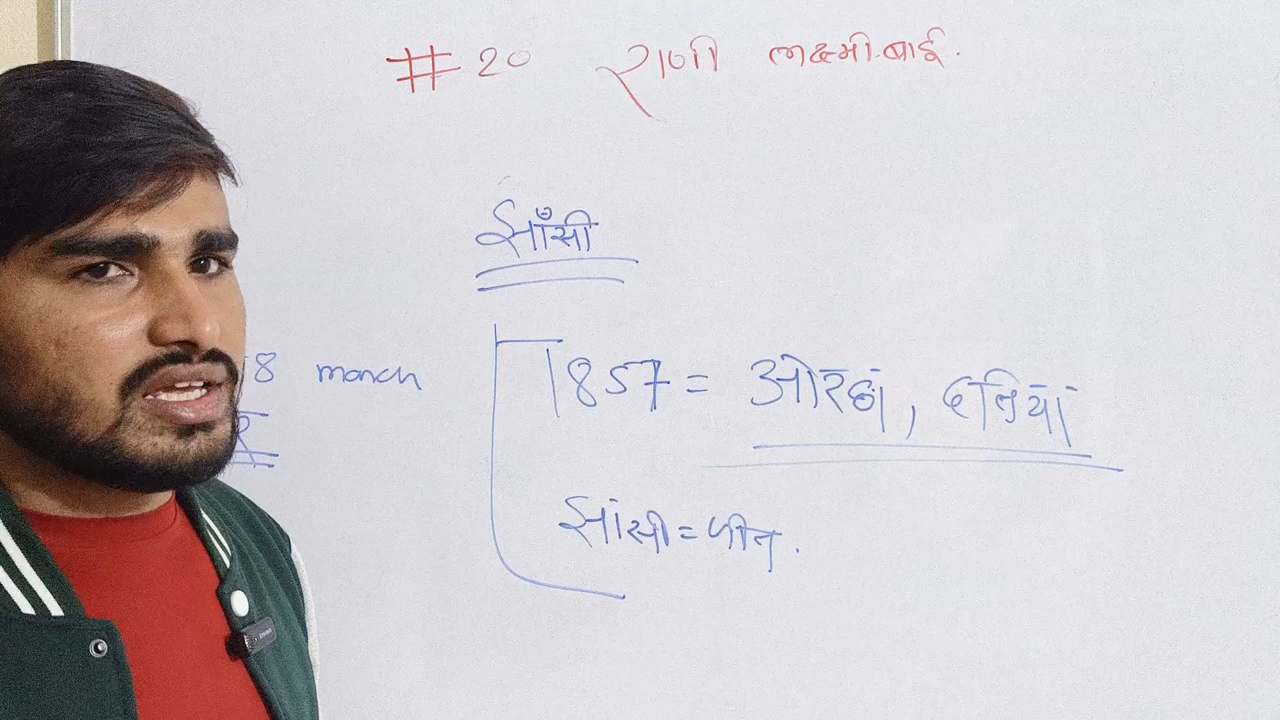 # 20 राणी लक्ष्मीबाई.
झाँसी
8 march
1857 = ओरछां, दतियां
झांसी = जीत.